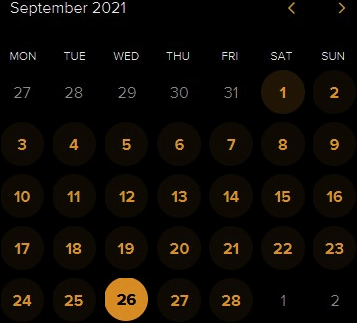 September 2021
MON TUE WED THU FRI SAT SUN
27 28 29 30 31 1 2
3 4 5 6 7 8 9
10 11 12 13 14 15 16
17 18 19 20 21 22 23
24 25 26 27 28 1 2